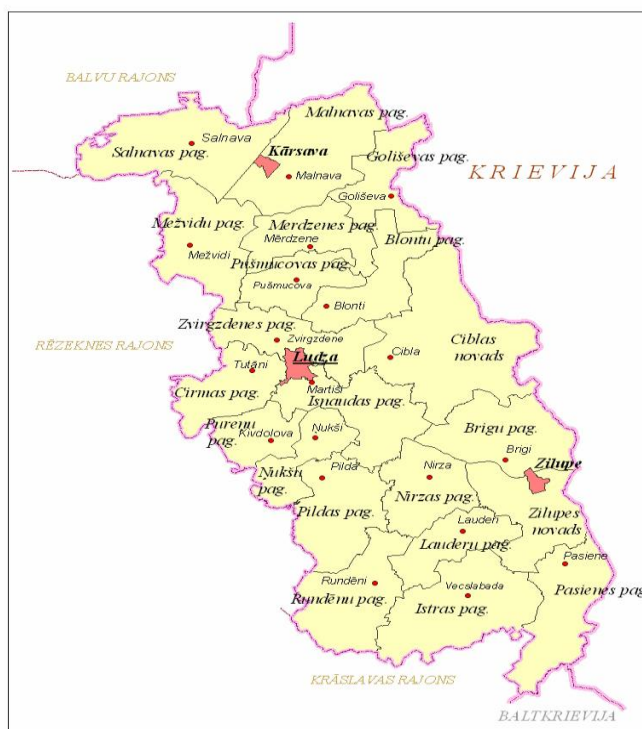 BALVU RAJONS
Malnavas pag.
Salnava
Salnavas pag.
Kārsava
Goliševas pag.
KRIEVIJA
Malnava
Goliševa
Mežvidu pag.
Merdzenes pag.
Mērdzene
Blontu pag.
Mežvidi
Pušmucovas pag.
Pušmucova
Blonti
Zvirgzdenes pag.
Zvirgzdene
RĒZEKNES RAJONS
Ciblas
novads
Ludza
Cibla
Tutāni
Martiši
Cirmas pag.
Isnaudas pag.
Pureņu
pag.
Kivdolova
Nukši
Brigu pag.
Brigi
Zilupe
Nukšu
pag.
Pilda
Nirza
Nirzas pag.
Pildas pag.
Zilupes
novads
Lauderi
Lauderu pag.
Pasiene
Rundēni
Vecslabada
Rundēnu pag.
Istras pag.
Pasienes pag
KRĀSLAVAS RAJONS
BALTKRIEVIJA